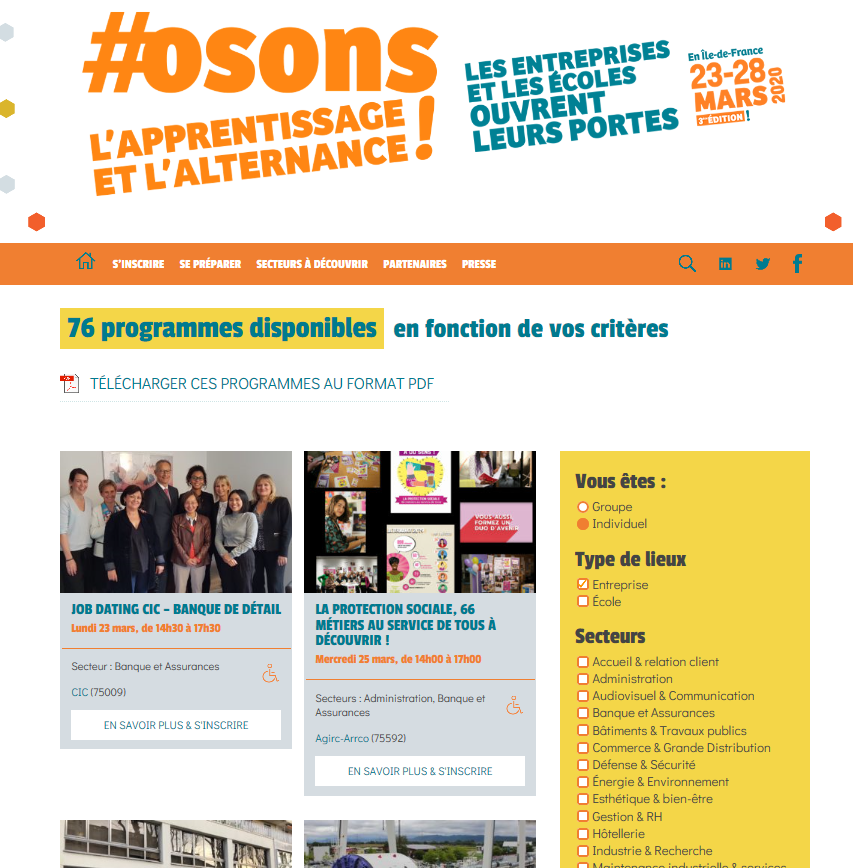 #osons
L'APPRENTISSAGE
ET L'ALTERNANCE !
LES ENTREPRISES
ET LES ÉCOLES
OUVRENT
LEURS PORTES
En Île-de-France
23-28
MARS
2020
3ème ÉDITION !
S'INSCRIRE SE PRÉPARER SECTEURS À DÉCOUVRIR PARTENAIRES PRESSE
76 programmes disponibles en fonction de vos critères
TÉLÉCHARGER CES PROGRAMMES AU FORMAT PDF
JOB DATING CIC – BANQUE DE DÉTAIL
Lundi 23 mars, de 14h30 à 17h30
Secteur : Banque et Assurances
CIC (75009)
EN SAVOIR PLUS & S'INSCRIRE
VOUS AUSSI,
FORMEZ UN
DUO D'AVENIR
LA PROTECTION SOCIALE, 66
MÉTIERS AU SERVICE DE TOUS À
DÉCOUVRIR !
Mercredi 25 mars, de 14h00 à 17h00
Secteurs : Administration, Banque et
Assurances
Agirc-Arrco (75592)
EN SAVOIR PLUS & S'INSCRIRE
Vous êtes :
Groupe
Individuel
Type de lieux
Entreprise
École
Secteurs
Accueil & relation client
Administration
Audiovisuel & Communication
Banque et Assurances
Bâtiments & Travaux publics
Commerce & Grande Distribution
Défense & Sécurité
Énergie & Environnement
Esthétique & bien-être
Gestion & RH
Hôtellerie
Industrie & Recherche
Maintenance industrielle & services